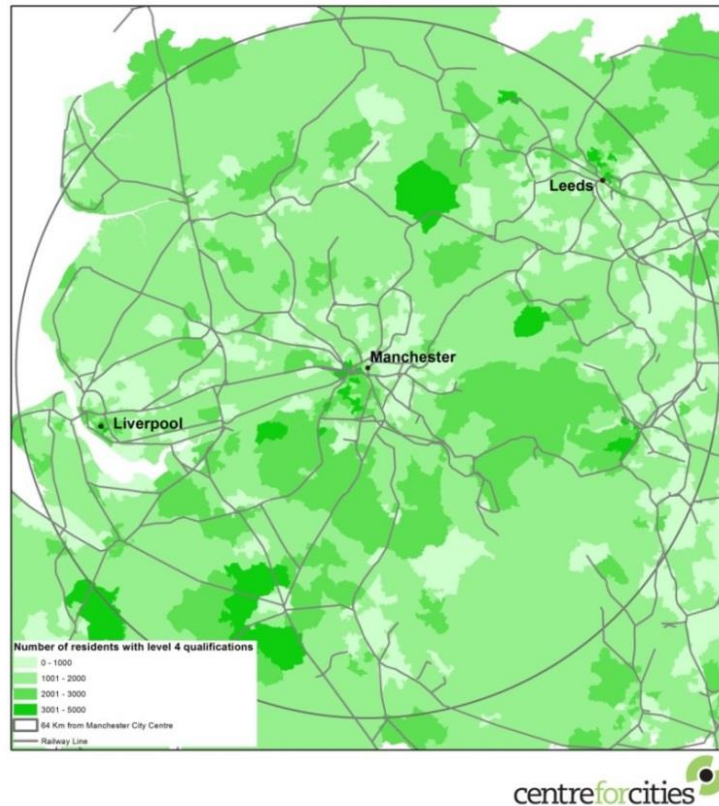 Leeds
Manchester
Liverpool
Number of residents with level 4 qualifications
0 - 1000
1001 - 2000
2001 - 3000
3001 - 5000
64 Km from Manchester City Centre
Railway Line
centreforcities